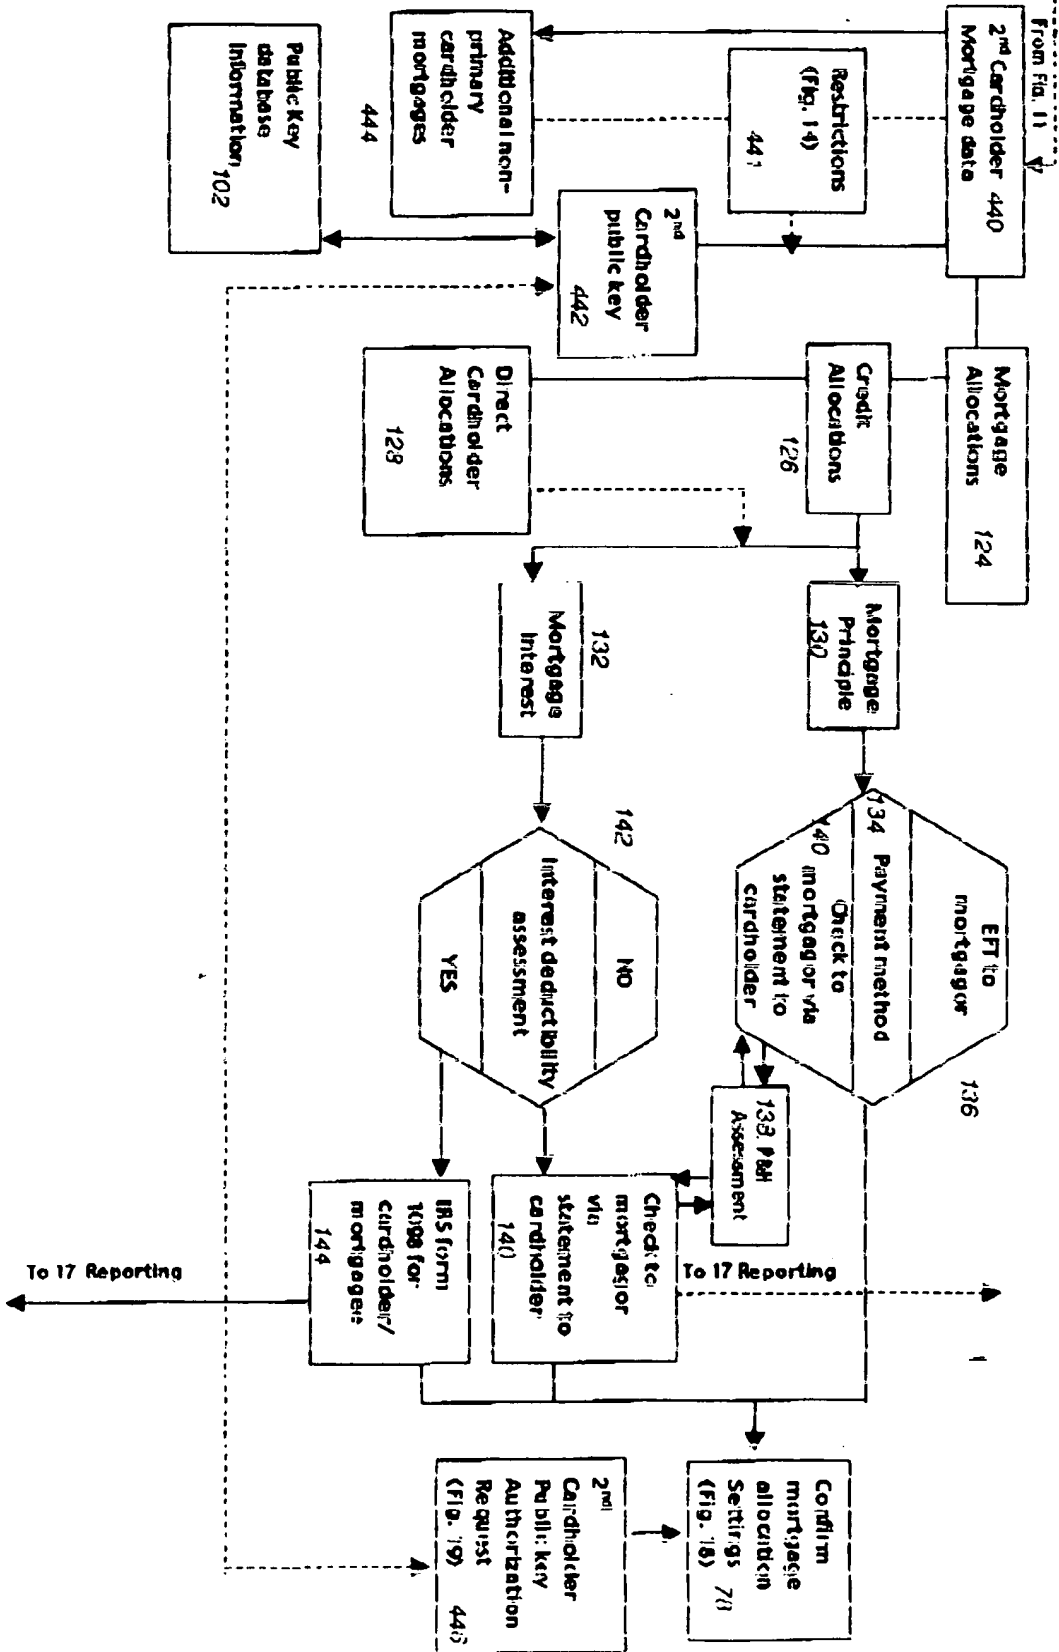 From Fig. 11
2nd Cardholder 440
Mortgage data
Restrictions
(Fig. 14)
441
Additional non-
primary
cardholder
mortgages
444
Public Key
database
Information
102
2nd
Cardholder
public key
442
Mortgage
Allocations
124
Credit
Allocations
126
Direct
Cardholder
Allocations
128
Mortgage
Principle
130
132
Mortgage
Interest
EFT to
mortgagor
136
134 Payment method
140 Check to
mortgagor via
statement to
cardholder
142
NO
Interest deductibility
assessment
YES
138 P&H
Assessment
Check to
mortgagor
via
statement to
cardholder
140
IRS form
1098 for
cardholder/
mortgagee
144
To 17 Reporting
To 17 Reporting
Confirm
mortgage
allocation
Settings 78
(Fig. 18)
2nd
Cardholder
Public key
Authorization
Request
(Fig. 19) 446